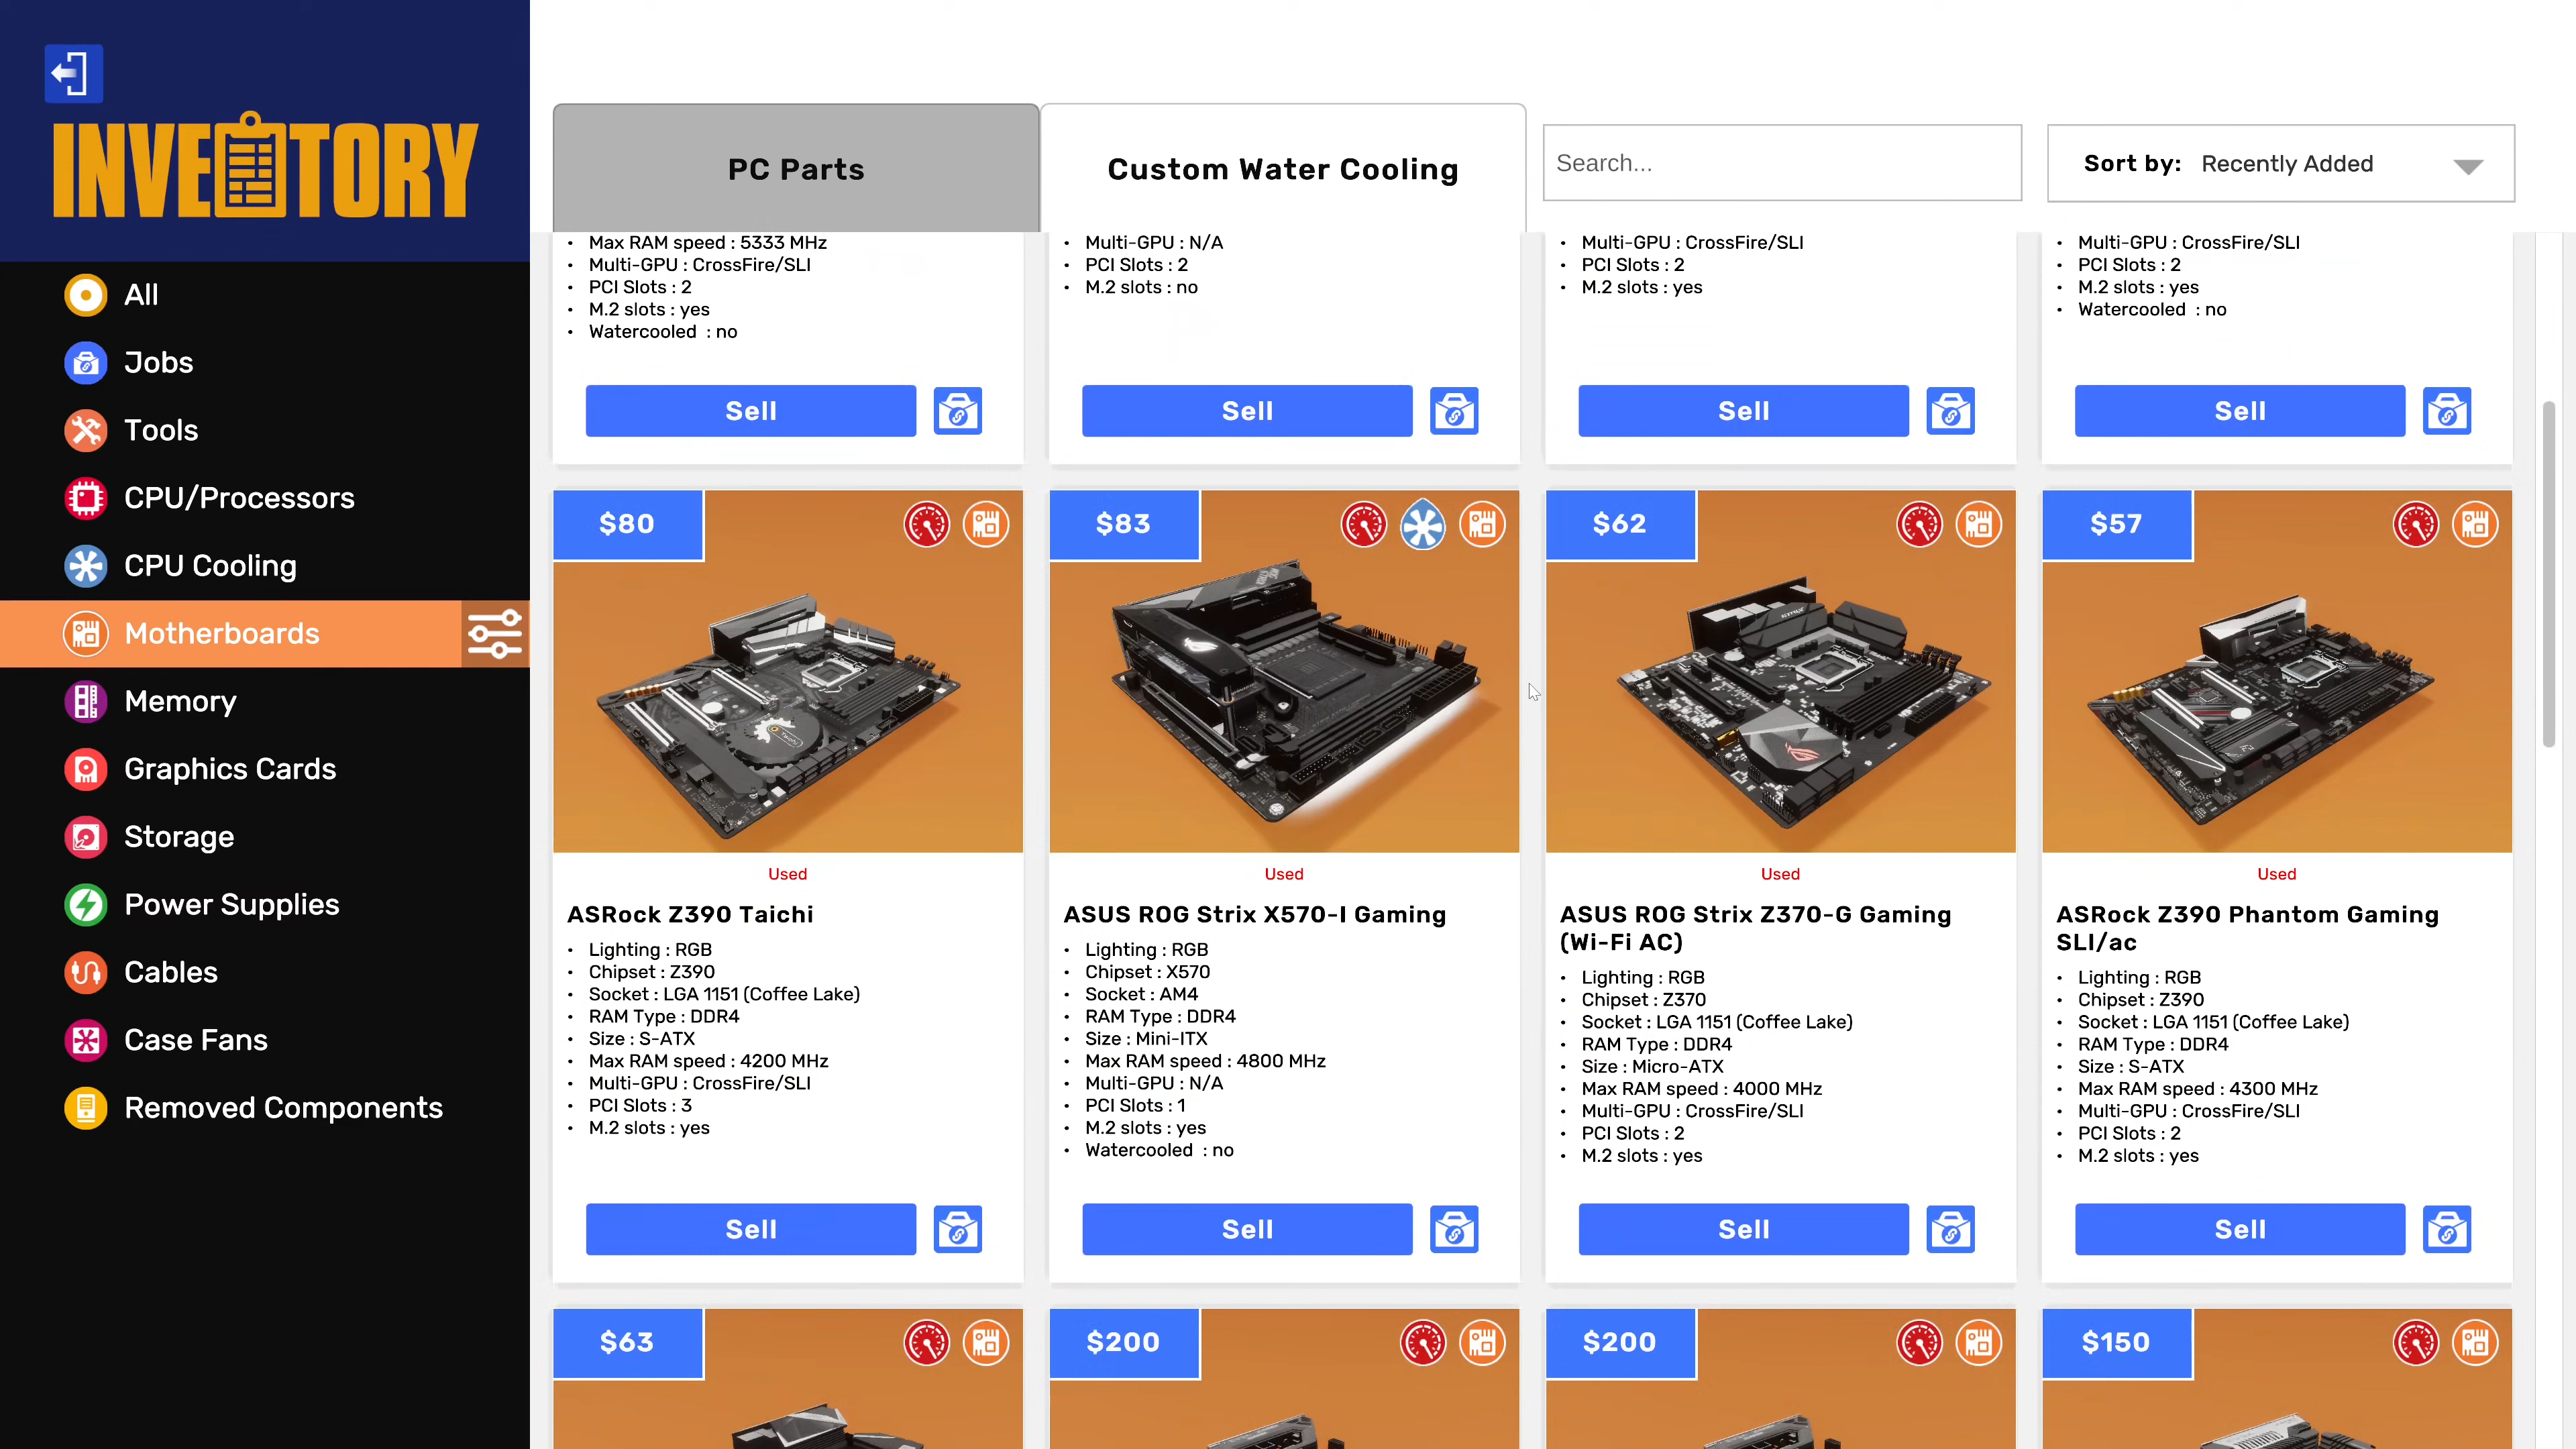 INVENTORY
All
Jobs
Tools
CPU/Processors
CPU Cooling
Motherboards
Memory
Graphics Cards
Storage
Power Supplies
Cables
Case Fans
Removed Components
PC Parts
Custom Water Cooling
Search...
Sort by: Recently Added
• Max RAM speed : 5333 MHz
• Multi-GPU : CrossFire/SLI
• PCI Slots : 2
• M.2 slots : yes
• Watercooled : no
Sell
• Multi-GPU : N/A
• PCI Slots : 2
• M.2 slots : no
Sell
• Multi-GPU : CrossFire/SLI
• PCI Slots : 2
• M.2 slots : yes
Sell
• Multi-GPU : CrossFire/SLI
• PCI Slots : 2
• M.2 slots : yes
• Watercooled : no
Sell
$80
Used
ASRock Z390 Taichi
• Lighting : RGB
• Chipset : Z390
• Socket : LGA 1151 (Coffee Lake)
• RAM Type : DDR4
• Size : S-ATX
• Max RAM speed : 4200 MHz
• Multi-GPU : CrossFire/SLI
• PCI Slots : 3
• M.2 slots : yes
Sell
$83
Used
ASUS ROG Strix X570-I Gaming
• Lighting : RGB
• Chipset : X570
• Socket : AM4
• RAM Type : DDR4
• Size : Mini-ITX
• Max RAM speed : 4800 MHz
• Multi-GPU : N/A
• PCI Slots : 1
• M.2 slots : yes
• Watercooled : no
Sell
$62
Used
ASUS ROG Strix Z370-G Gaming
(Wi-Fi AC)
• Lighting : RGB
• Chipset : Z370
• Socket : LGA 1151 (Coffee Lake)
• RAM Type : DDR4
• Size : Micro-ATX
• Max RAM speed : 4000 MHz
• Multi-GPU : CrossFire/SLI
• PCI Slots : 2
• M.2 slots : yes
Sell
$57
Used
ASRock Z390 Phantom Gaming
SLI/ac
• Lighting : RGB
• Chipset : Z390
• Socket : LGA 1151 (Coffee Lake)
• RAM Type : DDR4
• Size : S-ATX
• Max RAM speed : 4300 MHz
• Multi-GPU : CrossFire/SLI
• PCI Slots : 2
• M.2 slots : yes
Sell
$63
$200
$200
$150